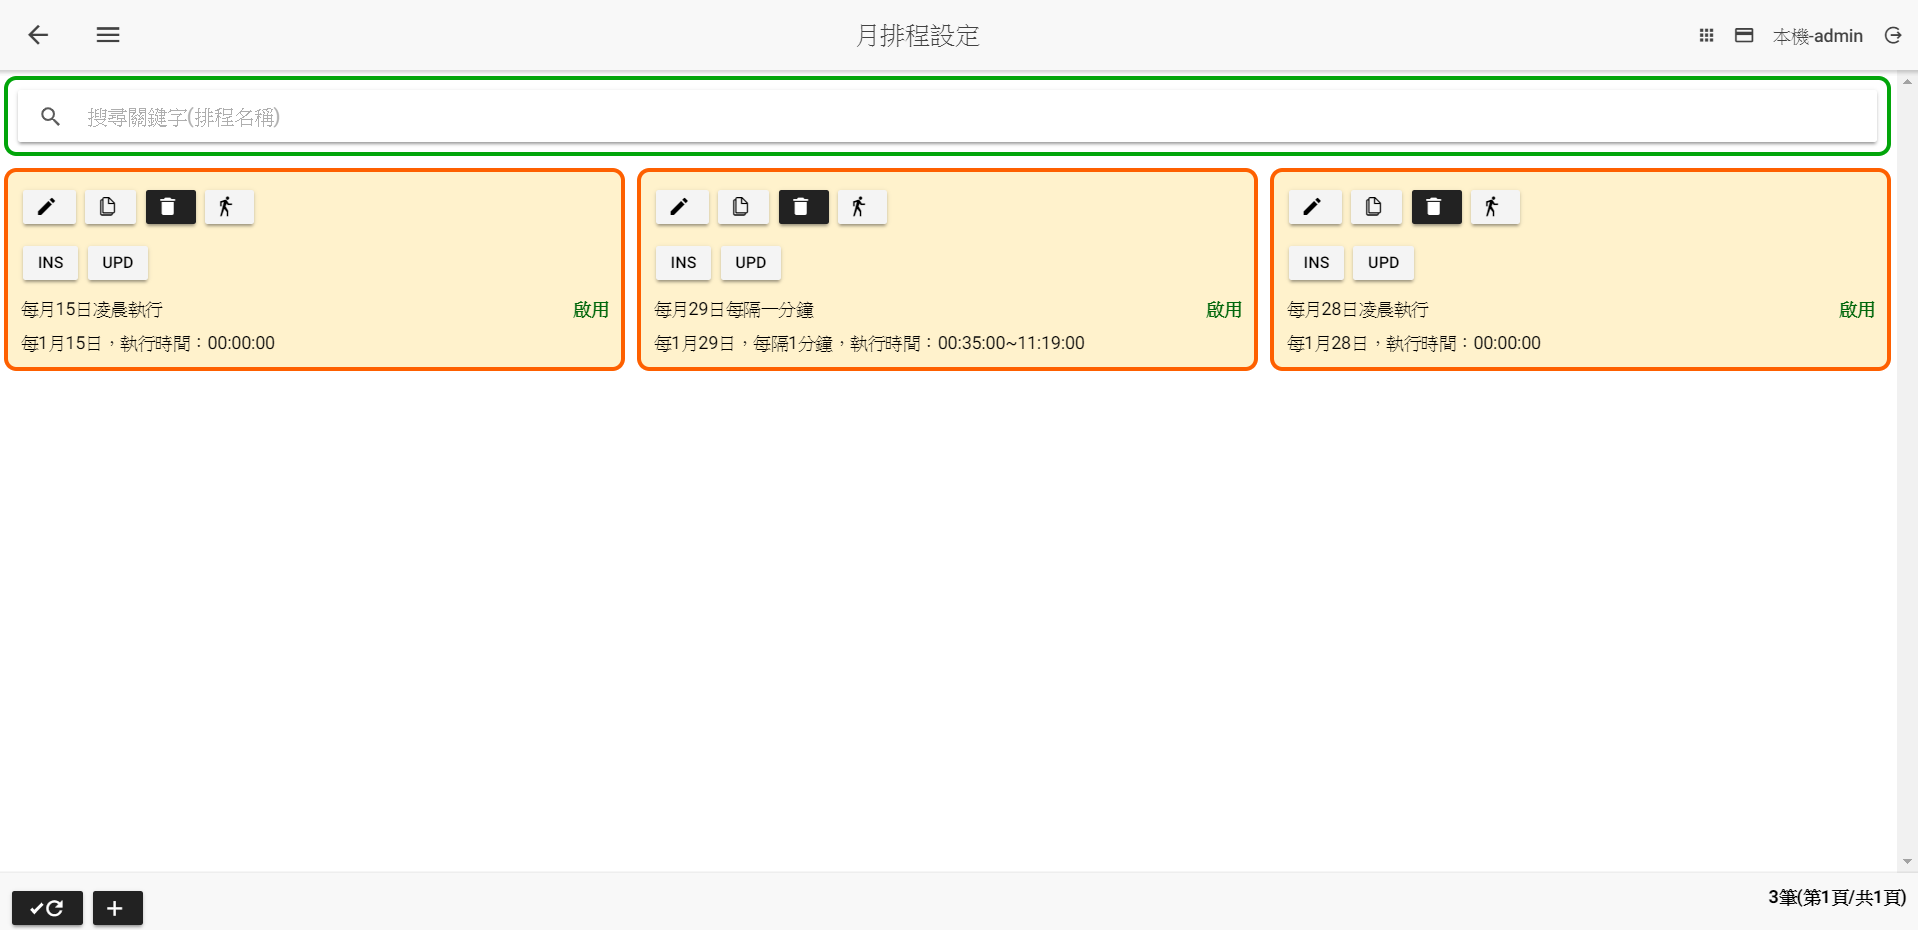 月排程設定
本機-admin
搜尋關鍵字(排程名稱)
INS UPD
每月15日凌晨執行 啟用
每1月15日，執行時間：00:00:00
INS UPD
每月29日每隔一分鐘 啟用
每1月29日，每隔1分鐘，執行時間：00:35:00~11:19:00
INS UPD
每月28日凌晨執行 啟用
每1月28日，執行時間：00:00:00
3筆(第1頁/共1頁)